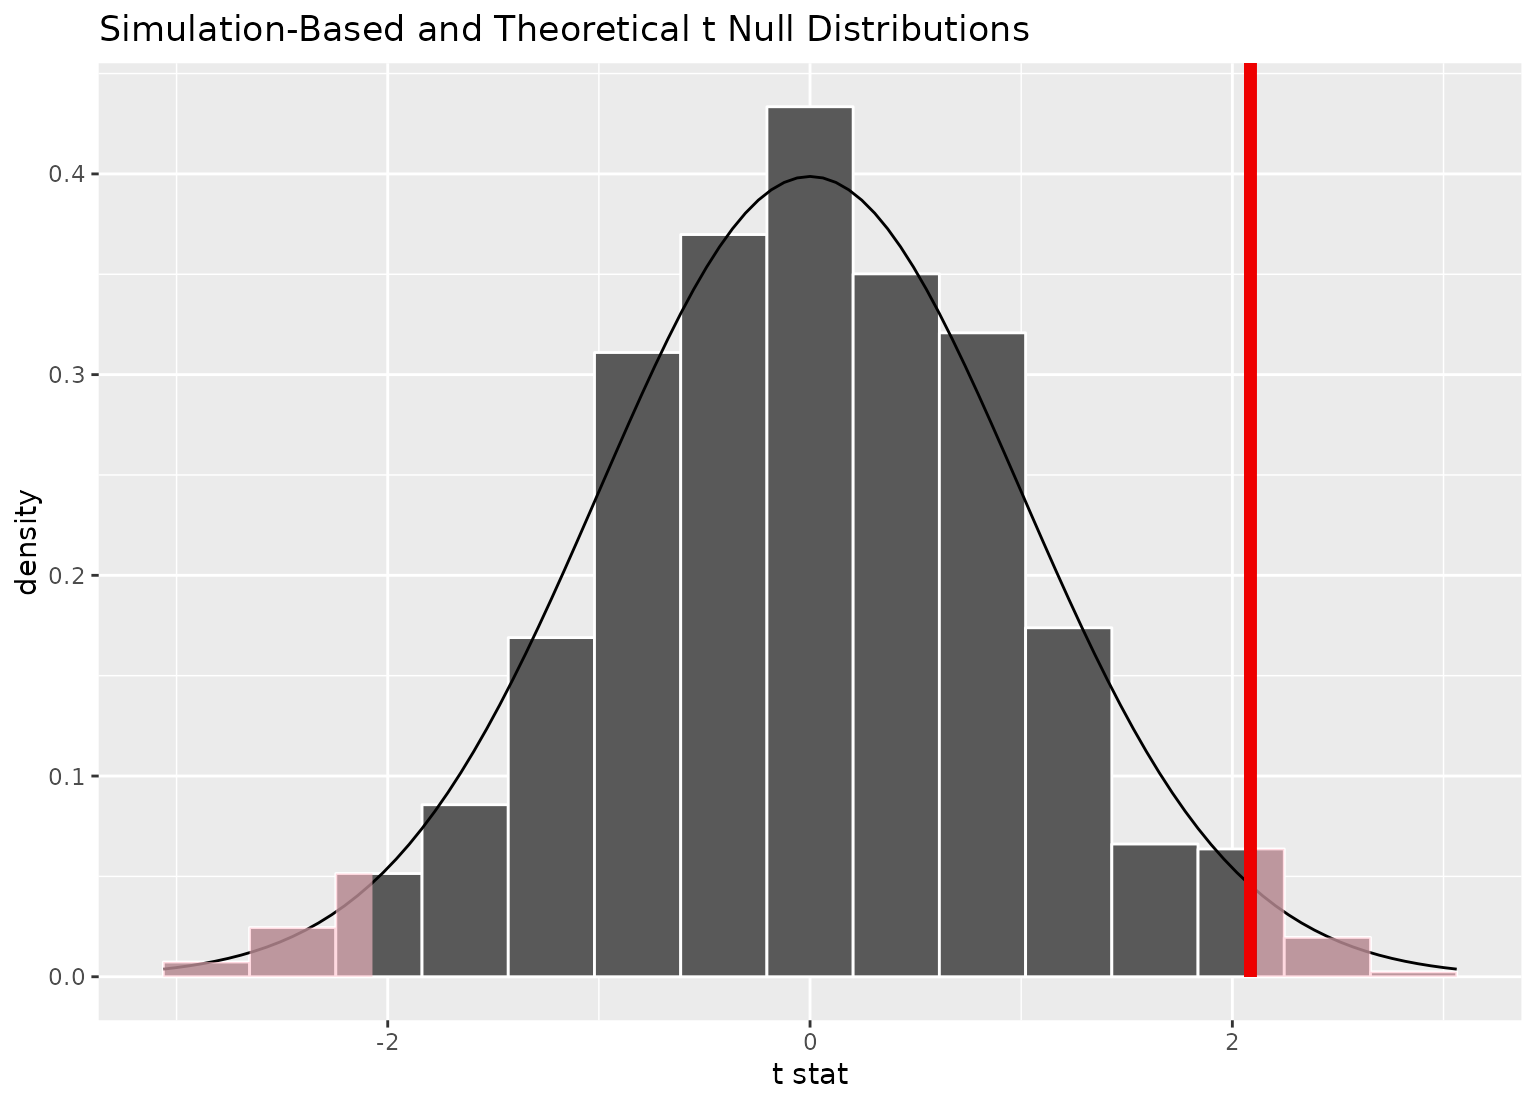 Simulation-Based and Theoretical t Null Distributions
density
0.4
0.3
0.2
0.1
0.0
-2 0 2
t stat